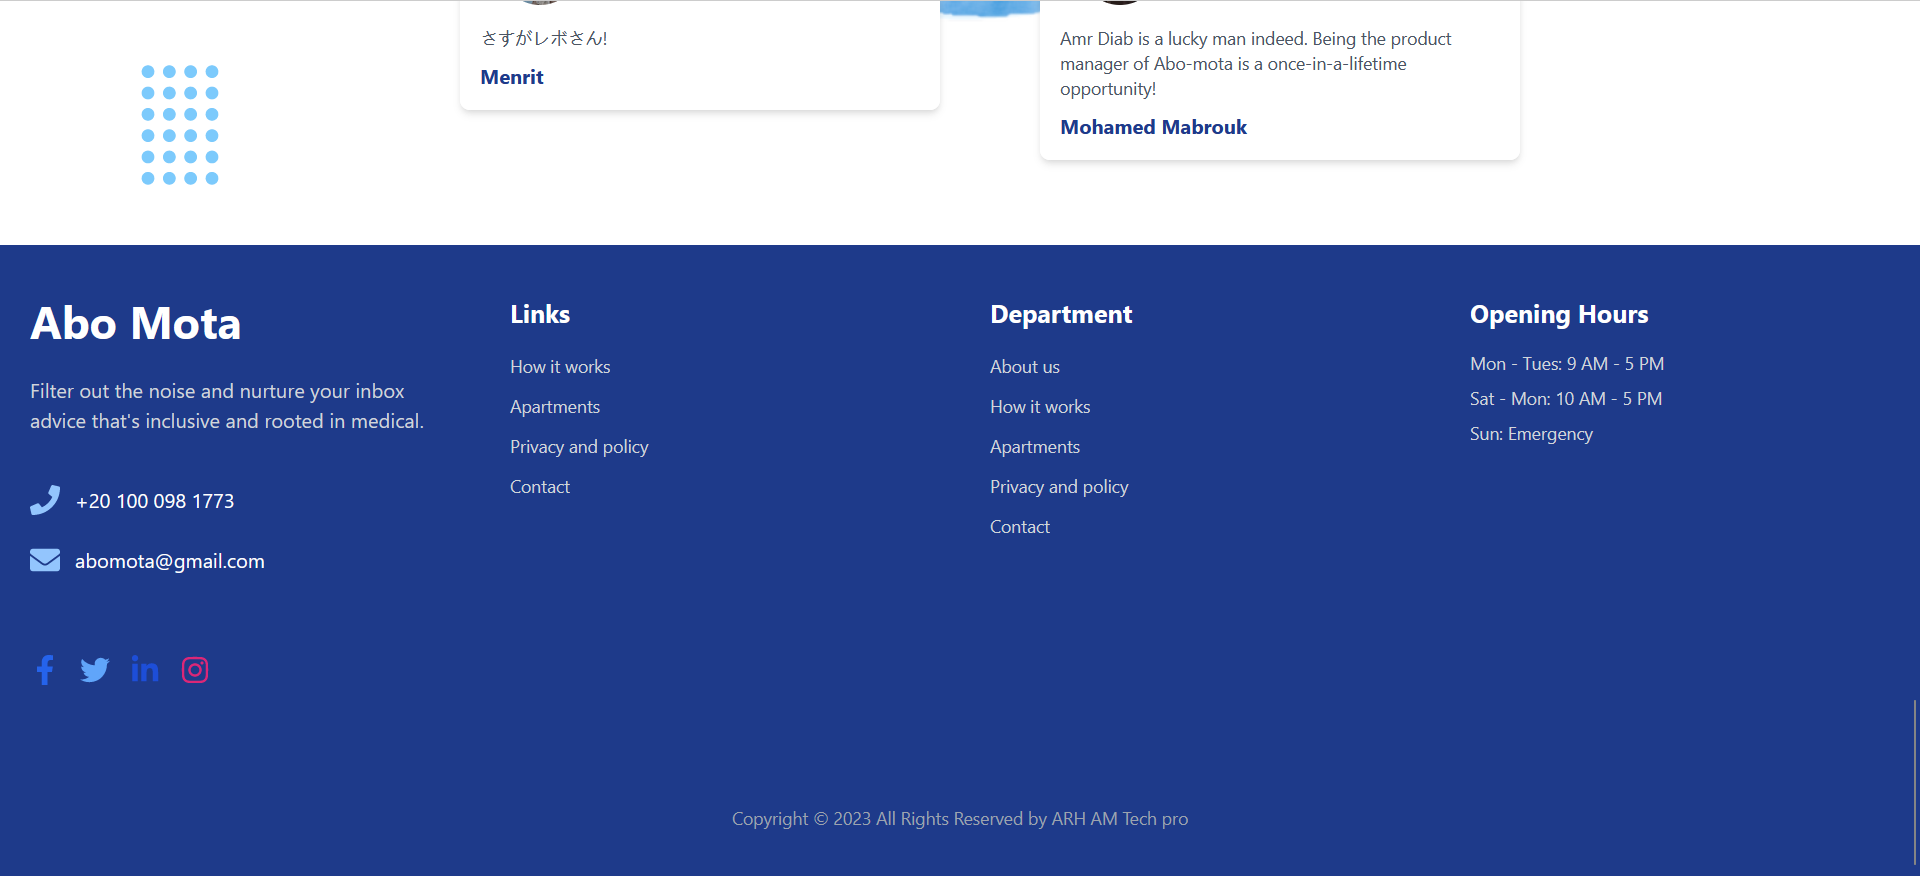 さすがレボさん!
Menrit
Amr Diab is a lucky man indeed. Being the product
manager of Abo-mota is a once-in-a-lifetime
opportunity!
Mohamed Mabrouk
Abo Mota
Filter out the noise and nurture your inbox
advice that's inclusive and rooted in medical.
+20 100 098 1773
abomota@gmail.com
Links
How it works
Apartments
Privacy and policy
Contact
Department
About us
How it works
Apartments
Privacy and policy
Contact
Opening Hours
Mon - Tues: 9 AM - 5 PM
Sat - Mon: 10 AM - 5 PM
Sun: Emergency
Copyright © 2023 All Rights Reserved by ARH AM Tech pro